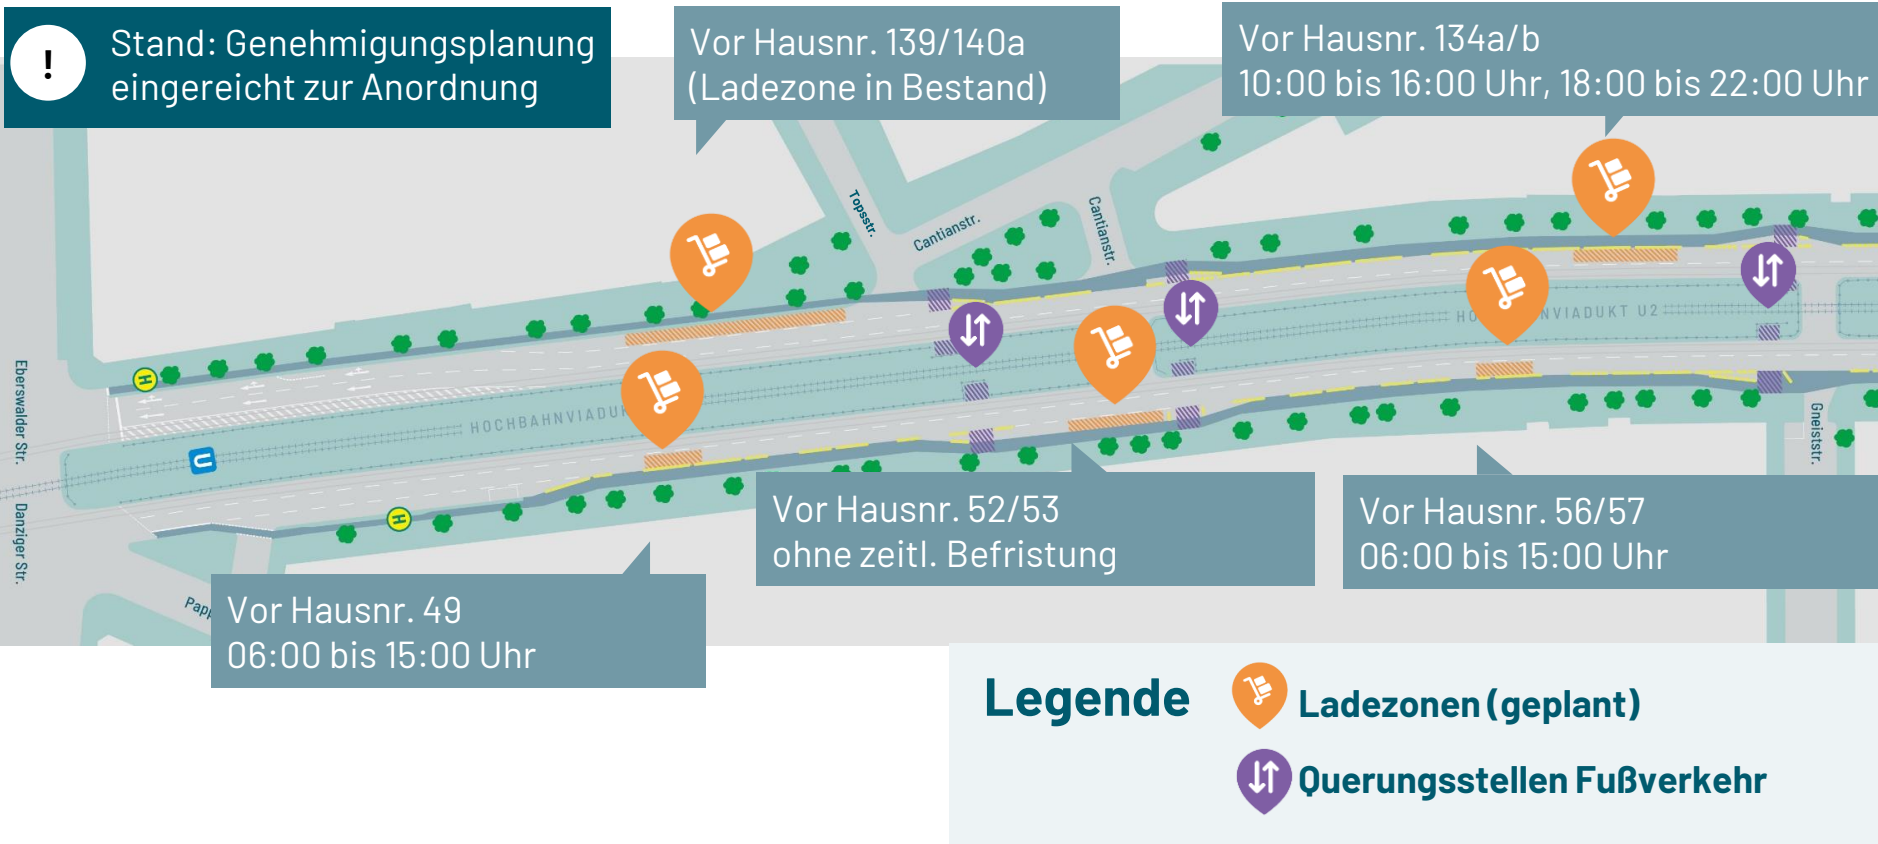 !
Stand: Genehmigungsplanung
eingereicht zur Anordnung
Vor Hausnr. 139/140a
(Ladezone in Bestand)
Vor Hausnr. 134a/b
10:00 bis 16:00 Uhr, 18:00 bis 22:00 Uhr
Topsstr.
Cantianstr.
Cantianstr.
Eberswalder Str.
Danziger Str.
H
H
U
HOCHBAHNVIADU
NVIADUKT U2
Gneiststr.
Vor Hausnr. 52/53
ohne zeitl. Befristung
Vor Hausnr. 56/57
06:00 bis 15:00 Uhr
Vor Hausnr. 49
06:00 bis 15:00 Uhr
Legende
Ladezonen (geplant)
Querungsstellen Fußverkehr